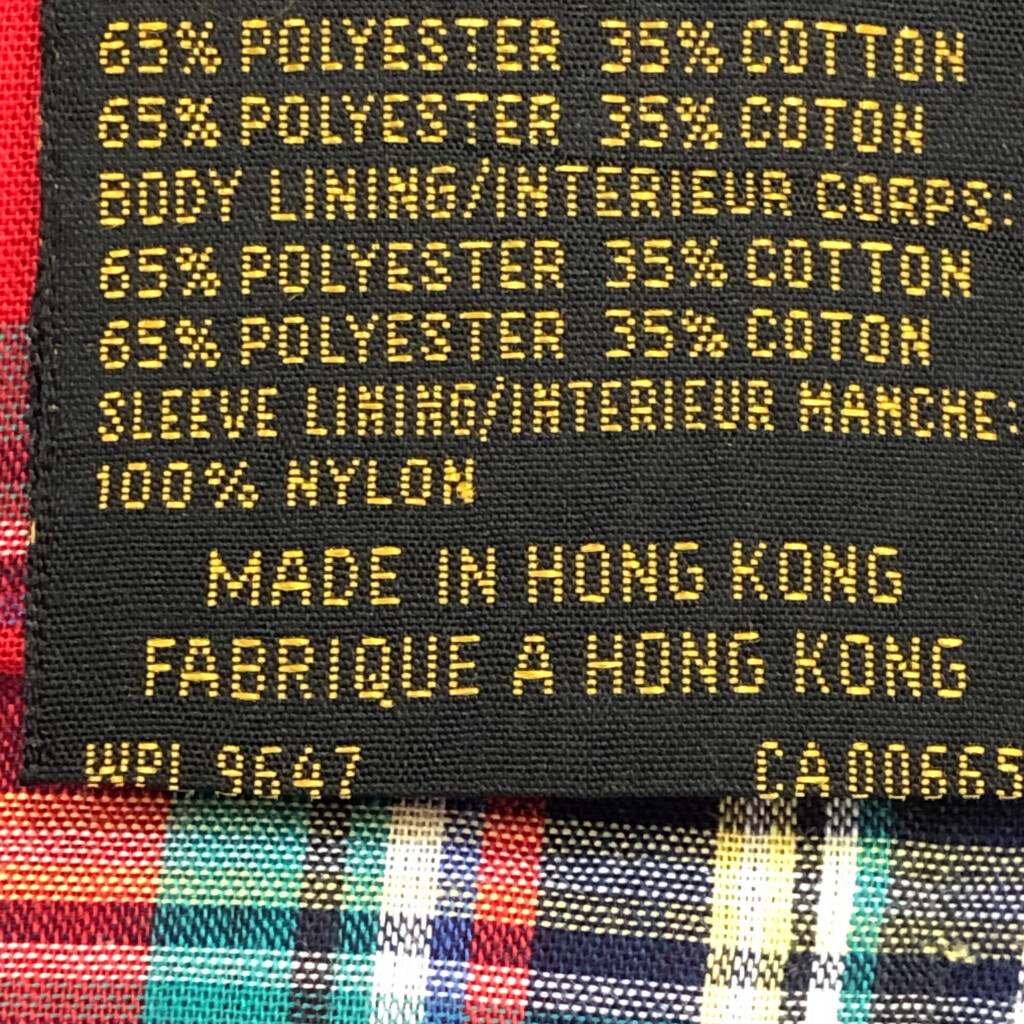 65% POLYESTER 35% COTTON
65% POLYESTER 35% COTON
BODY LINING/INTERIEUR CORPS:
65% POLYESTER 35% COTTON
65% POLYESTER 35% COTON
SLEEVE LINING/INTERIEUR MANCHE:
100% NYLON
MADE IN HONG KONG
FABRIQUE A HONG KONG
WPL 9647 CA00665